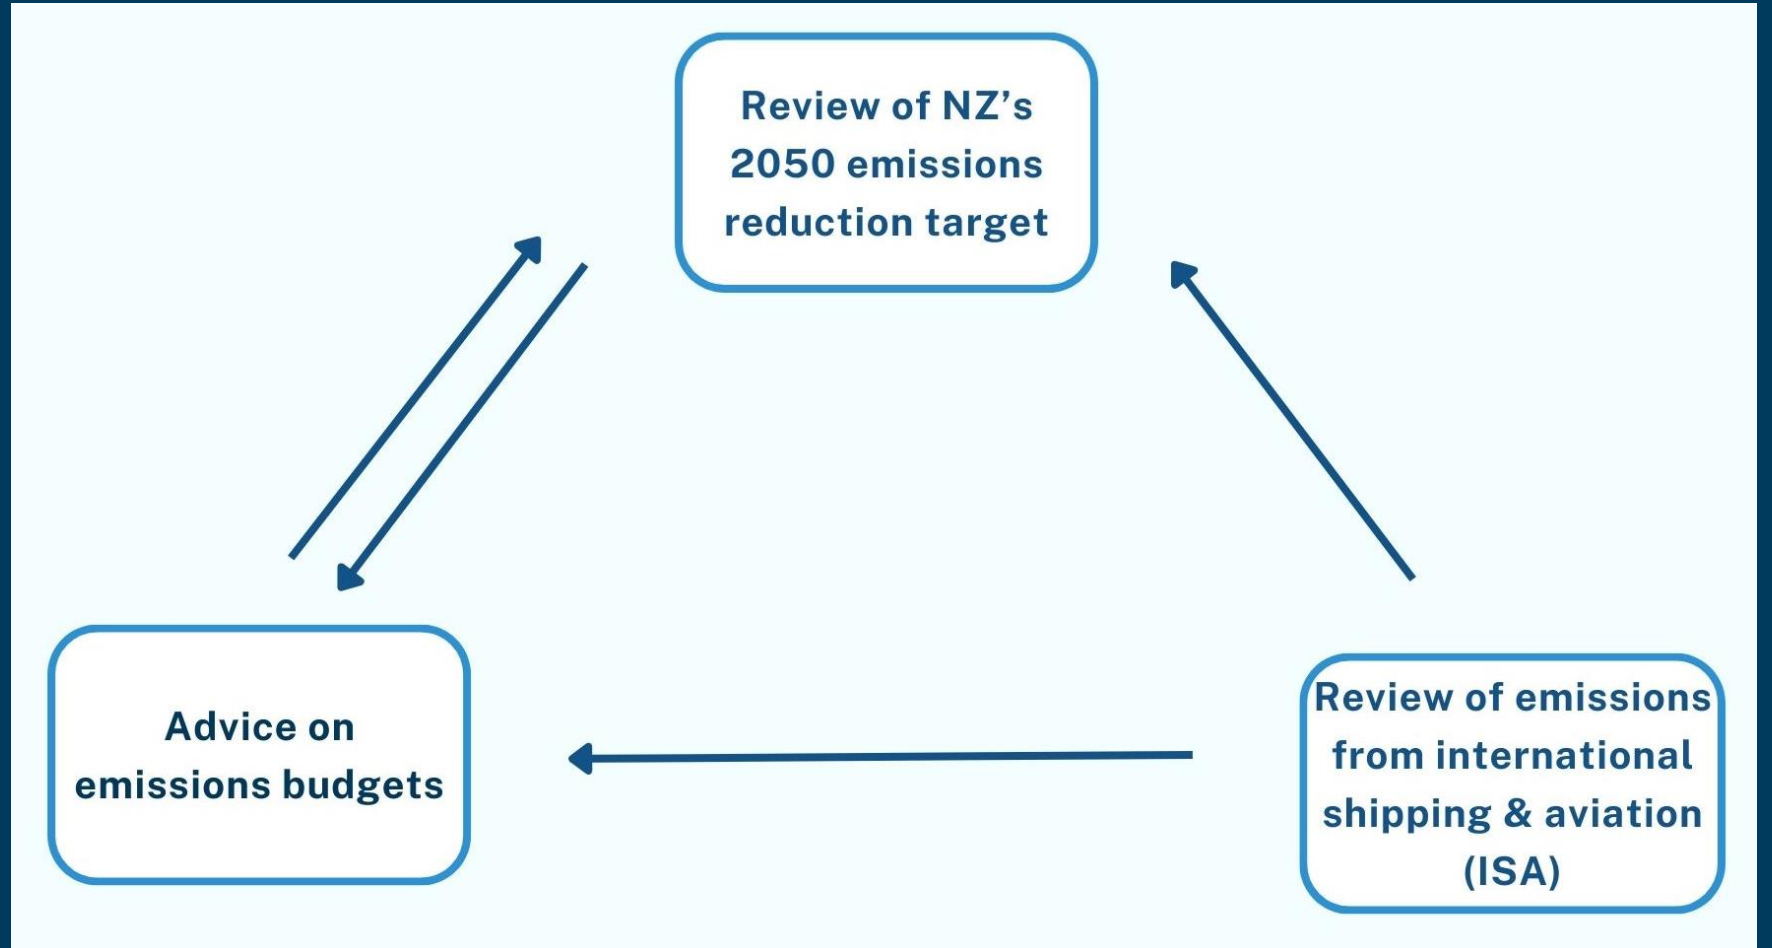 Review of NZ’s
2050 emissions
reduction target
Advice on
emissions budgets
Review of emissions
from international
shipping & aviation
(ISA)